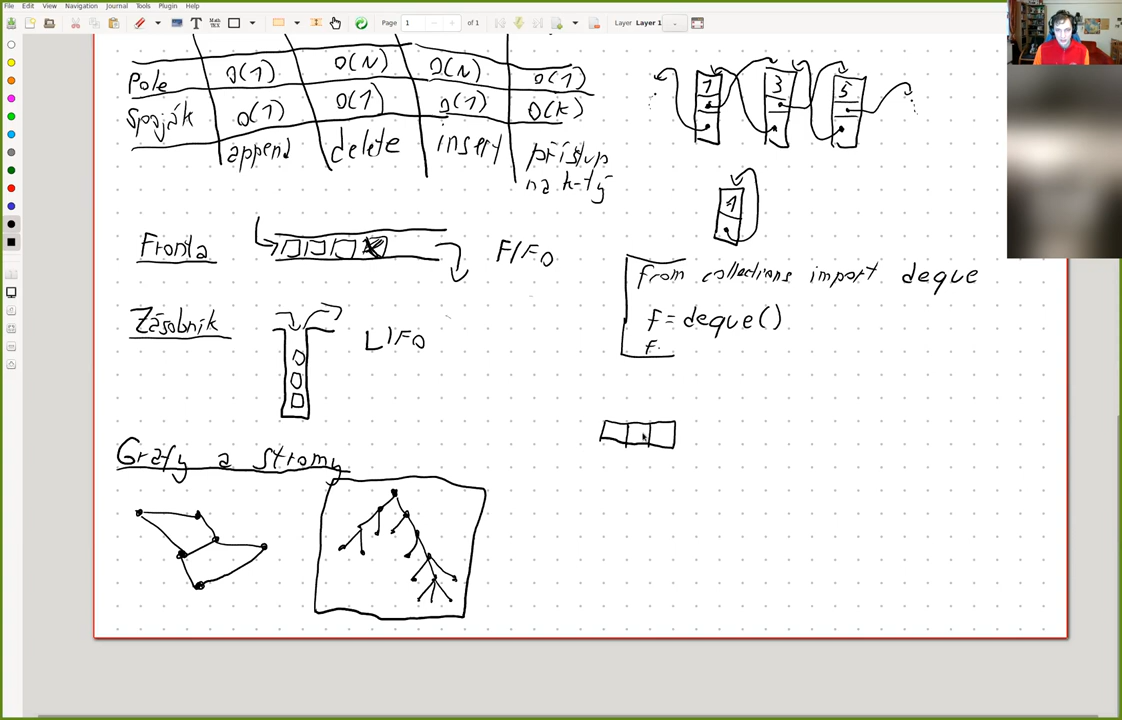 File Edit View Navigation Journal Tools Plugin Help
Math TEX
Page 1 of 1
Layer Layer 1
Pole O(1) O(N) O(N) O(1)
Spoják O(1) O(1) O(1) O(k)
append delete insert přístup na k-tý
1 3 5
1
Fronta FIFO
from collections import deque
f = deque()
f.
Zásobník LIFO
Grafy a stromy